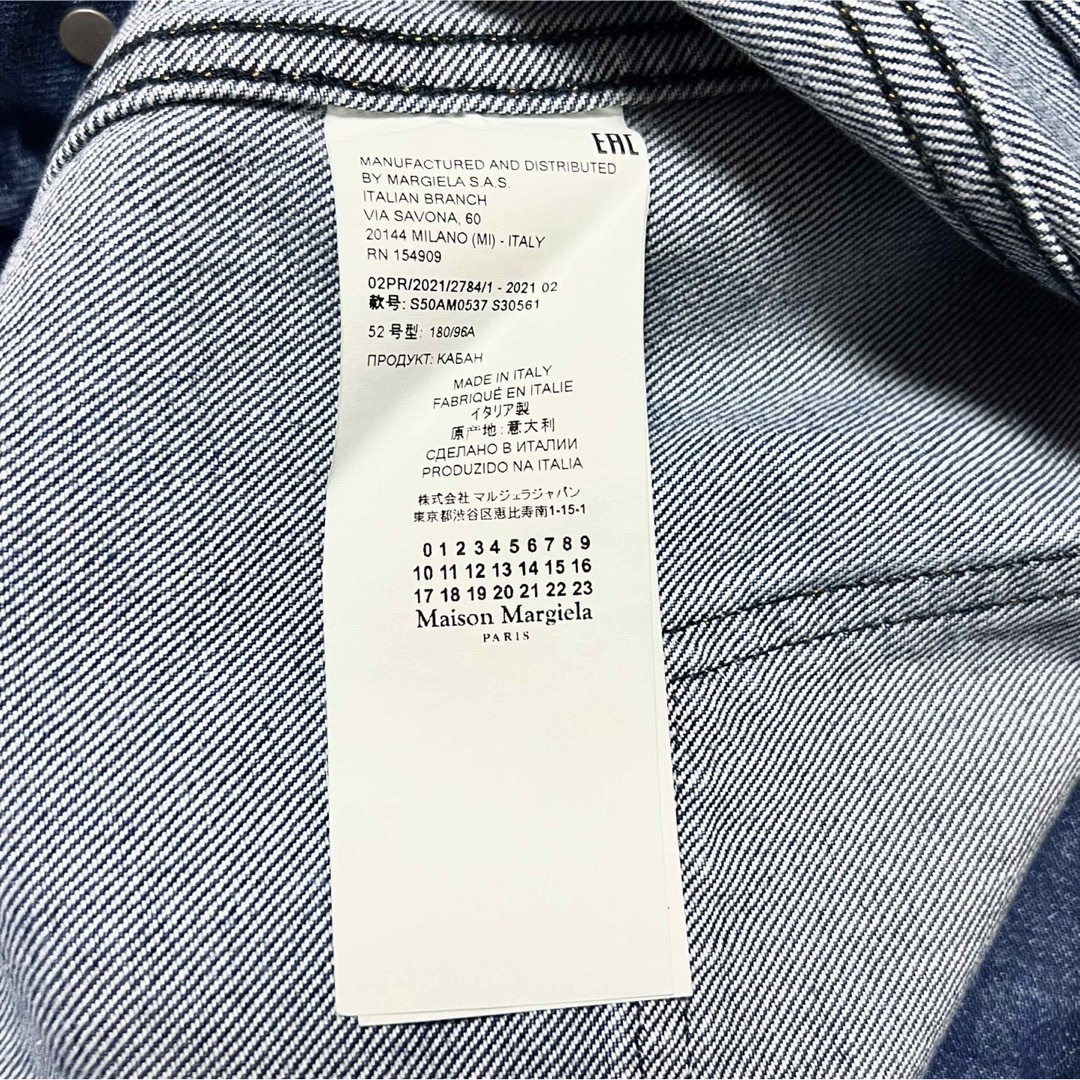 EAC
MANUFACTURED AND DISTRIBUTED
BY MARGIELA S.A.S.
ITALIAN BRANCH
VIA SAVONA, 60
20144 MILANO (MI) - ITALY
RN 154909
02PR/2021/2784/1 - 2021 02
款号: S50AM0537 S30561
52 号型: 180/96A
ПРОДУКТ: КАБАН
MADE IN ITALY
FABRIQUÉ EN ITALIE
イタリア製
原产地: 意大利
СДЕЛАНО В ИТАЛИИ
PRODUZIDO NA ITALIA
株式会社 マルジェラジャパン
東京都渋谷区恵比寿南1-15-1
0 1 2 3 4 5 6 7 8 9
10 11 12 13 14 15 16
17 18 19 20 21 22 23
Maison Margiela
PARIS